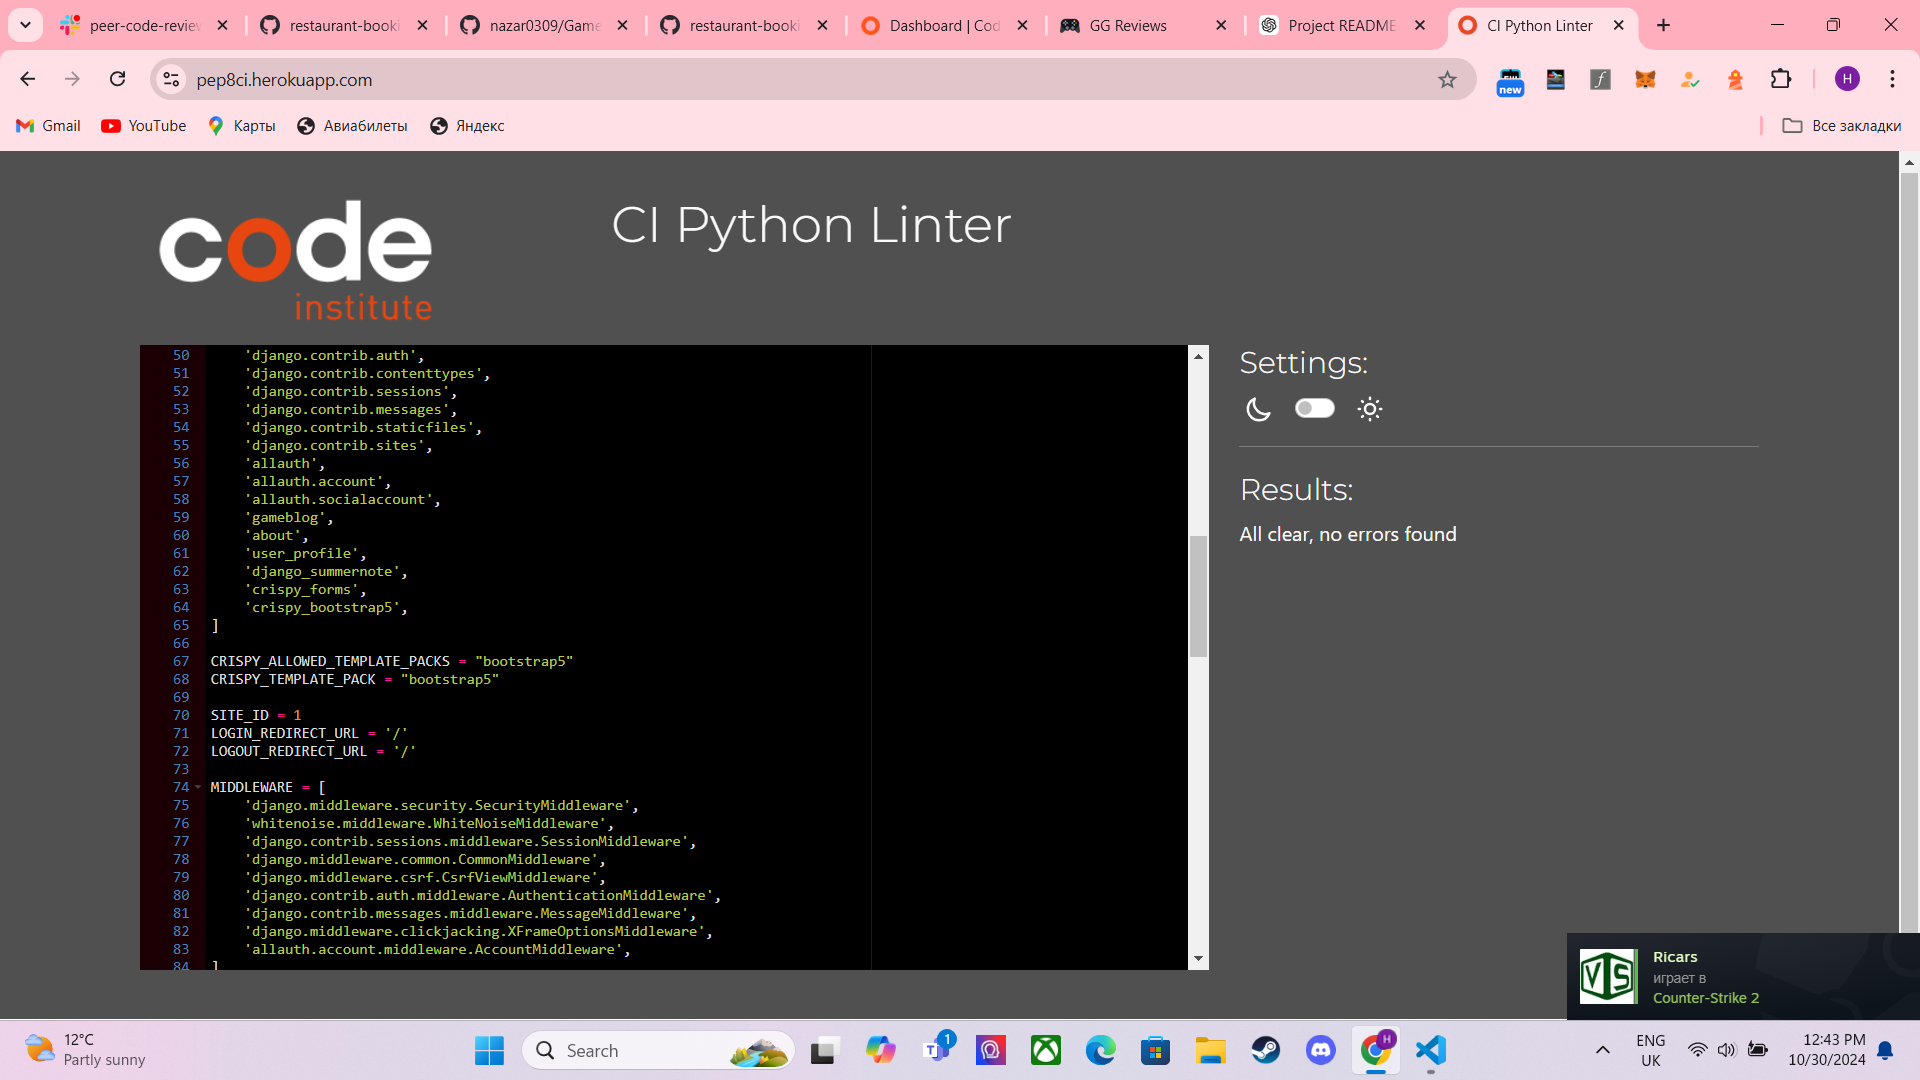 peer-code-review
restaurant-booki
nazar0309/Game
restaurant-booki
Dashboard | Cod
GG Reviews
Project README
CI Python Linter
pep8ci.herokuapp.com
new
H
Gmail
YouTube
Карты
Авиабилеты
Яндекс
Все закладки
code
institute
CI Python Linter
50 'django.contrib.auth',
51 'django.contrib.contenttypes',
52 'django.contrib.sessions',
53 'django.contrib.messages',
54 'django.contrib.staticfiles',
55 'django.contrib.sites',
56 'allauth',
57 'allauth.account',
58 'allauth.socialaccount',
59 'gameblog',
60 'about',
61 'user_profile',
62 'django_summernote',
63 'crispy_forms',
64 'crispy_bootstrap5',
65 ]
66
67 CRISPY_ALLOWED_TEMPLATE_PACKS = "bootstrap5"
68 CRISPY_TEMPLATE_PACK = "bootstrap5"
69
70 SITE_ID = 1
71 LOGIN_REDIRECT_URL = '/'
72 LOGOUT_REDIRECT_URL = '/'
73
74 MIDDLEWARE = [
75 'django.middleware.security.SecurityMiddleware',
76 'whitenoise.middleware.WhiteNoiseMiddleware',
77 'django.contrib.sessions.middleware.SessionMiddleware',
78 'django.middleware.common.CommonMiddleware',
79 'django.middleware.csrf.CsrfViewMiddleware',
80 'django.contrib.auth.middleware.AuthenticationMiddleware',
81 'django.contrib.messages.middleware.MessageMiddleware',
82 'django.middleware.clickjacking.XFrameOptionsMiddleware',
83 'allauth.account.middleware.AccountMiddleware',
84 ]
Settings:
Results:
All clear, no errors found
VTS
Ricars
играет в
Counter-Strike 2
12°C
Partly sunny
Search
1
H
ENG
UK
12:43 PM
10/30/2024